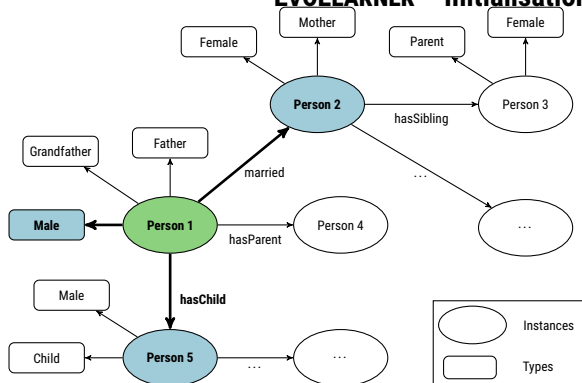 EVOLEARNER – Initialisation
Mother
Female
Female
Parent
Person 2
hasSibling
Person 3
Father
Grandfather
married
...
Male
Person 1
hasParent
Person 4
...
hasChild
Male
Instances
Child
Person 5
...
...
Types